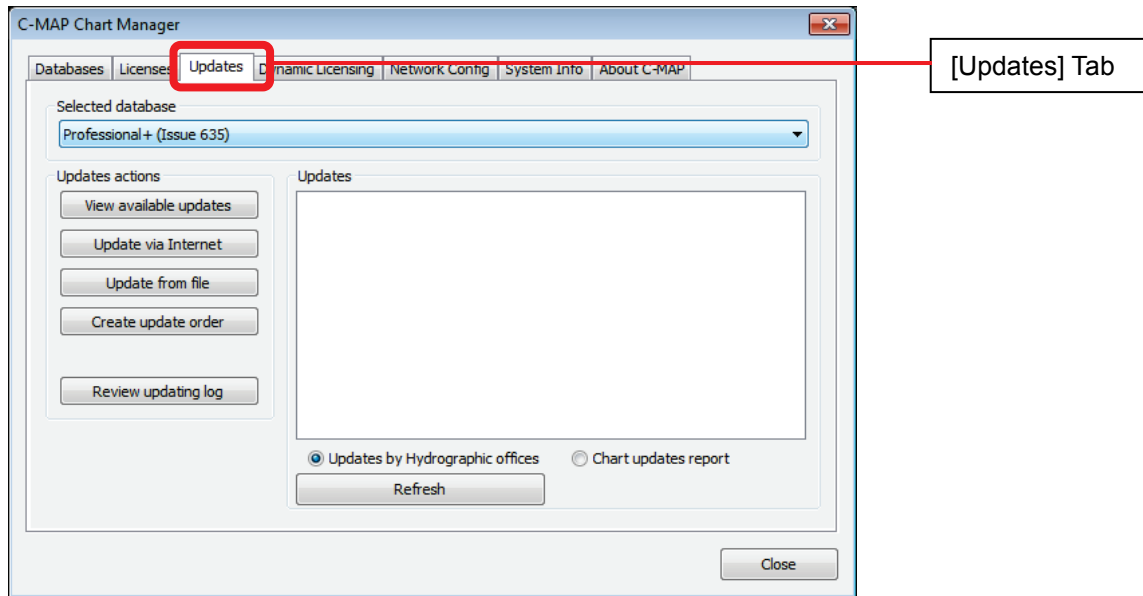 C-MAP Chart Manager
Databases Licenses Updates Dynamic Licensing Network Config System Info About C-MAP
[Updates] Tab
Selected database
Professional+ (Issue 635)
Updates actions
View available updates
Update via Internet
Update from file
Create update order
Review updating log
Updates
Updates by Hydrographic offices Chart updates report
Refresh
Close